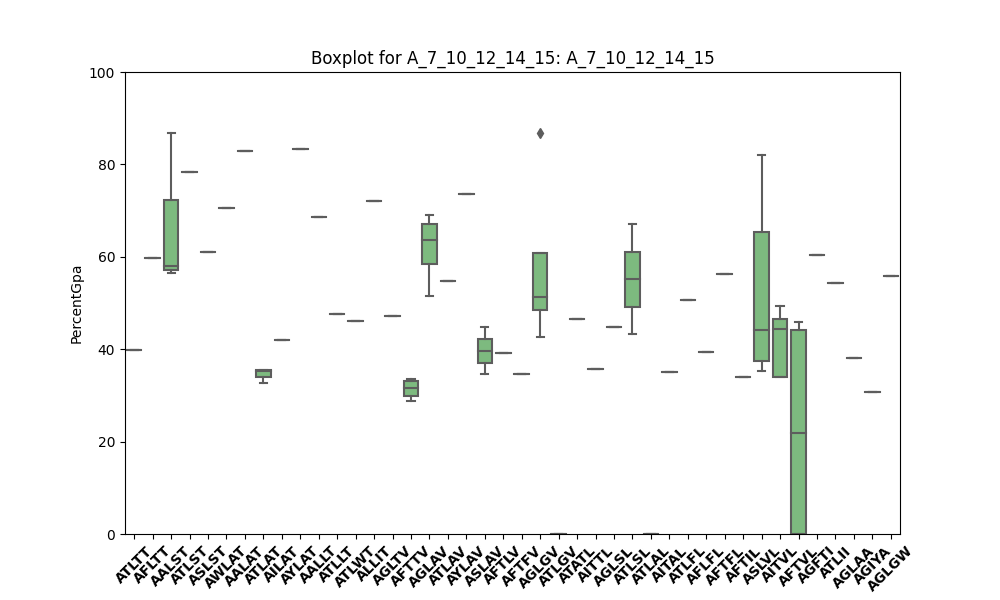 Boxplot for A_7_10_12_14_15: A_7_10_12_14_15
PercentGpa
100
80
60
40
20
0
ATLTT
AFLTT
AALST
ATLST
ASLST
AWLAT
AALAT
ATLAT
AILAT
AYLAT
AALLT
ATLLT
ATLWT
ALLIT
AGLTV
AFTTV
AGLAV
ATLAV
AYLAV
ASLAV
AFTLV
AFTFV
AGLGV
ATLGV
ATATL
AITTL
AGLSL
ATLSL
ATLAL
AITAL
ATLFL
AFLFL
AFTFL
AFTIL
ASLVL
AITVL
AFTVL
AGFTI
ATLII
AGLAA
AGIYA
AGLGW